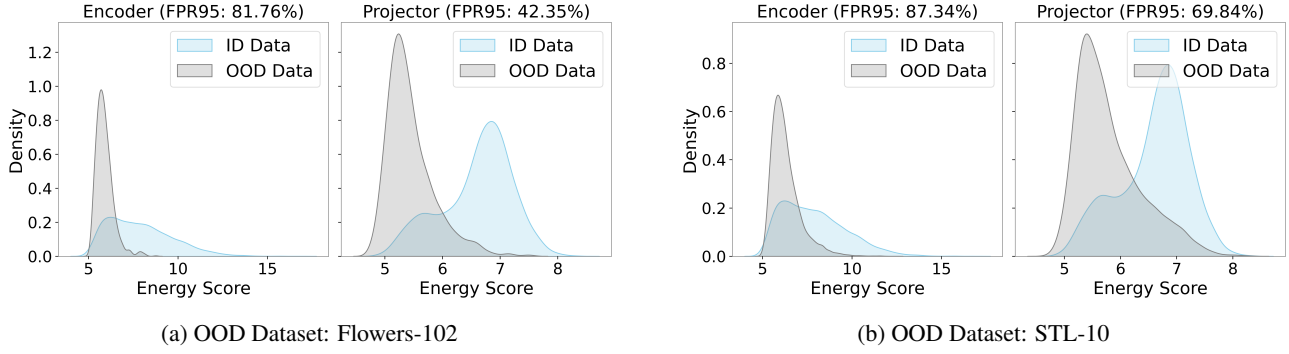 Encoder (FPR95: 81.76%)
Projector (FPR95: 42.35%)
ID Data
OOD Data
ID Data
OOD Data
Density
1.2
1.0
0.8
0.6
0.4
0.2
0.0
5 10 15
5 6 7 8
Energy Score
Energy Score
(a) OOD Dataset: Flowers-102
Encoder (FPR95: 87.34%)
Projector (FPR95: 69.84%)
ID Data
OOD Data
ID Data
OOD Data
Density
0.8
0.6
0.4
0.2
0.0
5 10 15
5 6 7 8
Energy Score
Energy Score
(b) OOD Dataset: STL-10